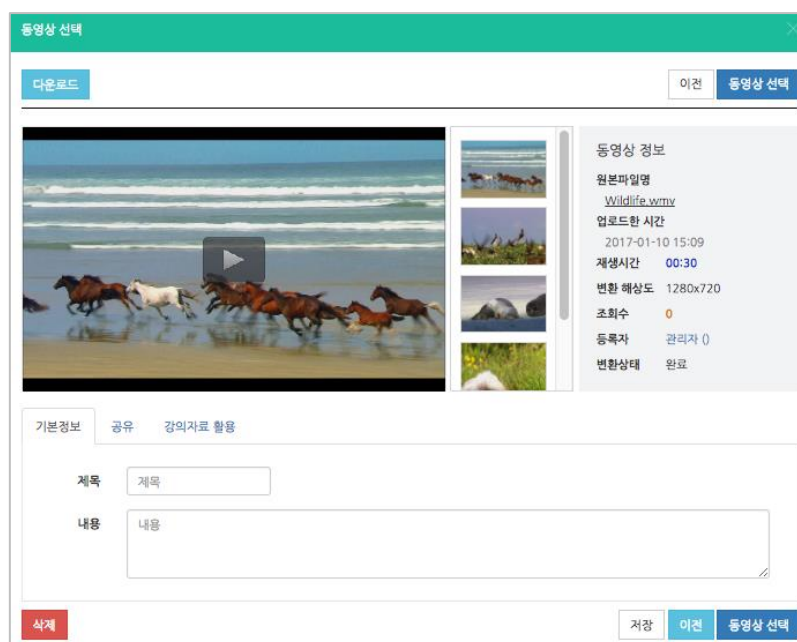 동영상 선택
다운로드
이전
동영상 선택
동영상 정보
원본파일명
Wildlife.wmv
업로드한 시간
2017-01-10 15:09
재생시간 00:30
변환 해상도 1280x720
조회수 0
등록자 관리자 ()
변환상태 완료
기본정보 공유 강의자료 활용
제목 제목
내용 내용
삭제
저장
이전
동영상 선택